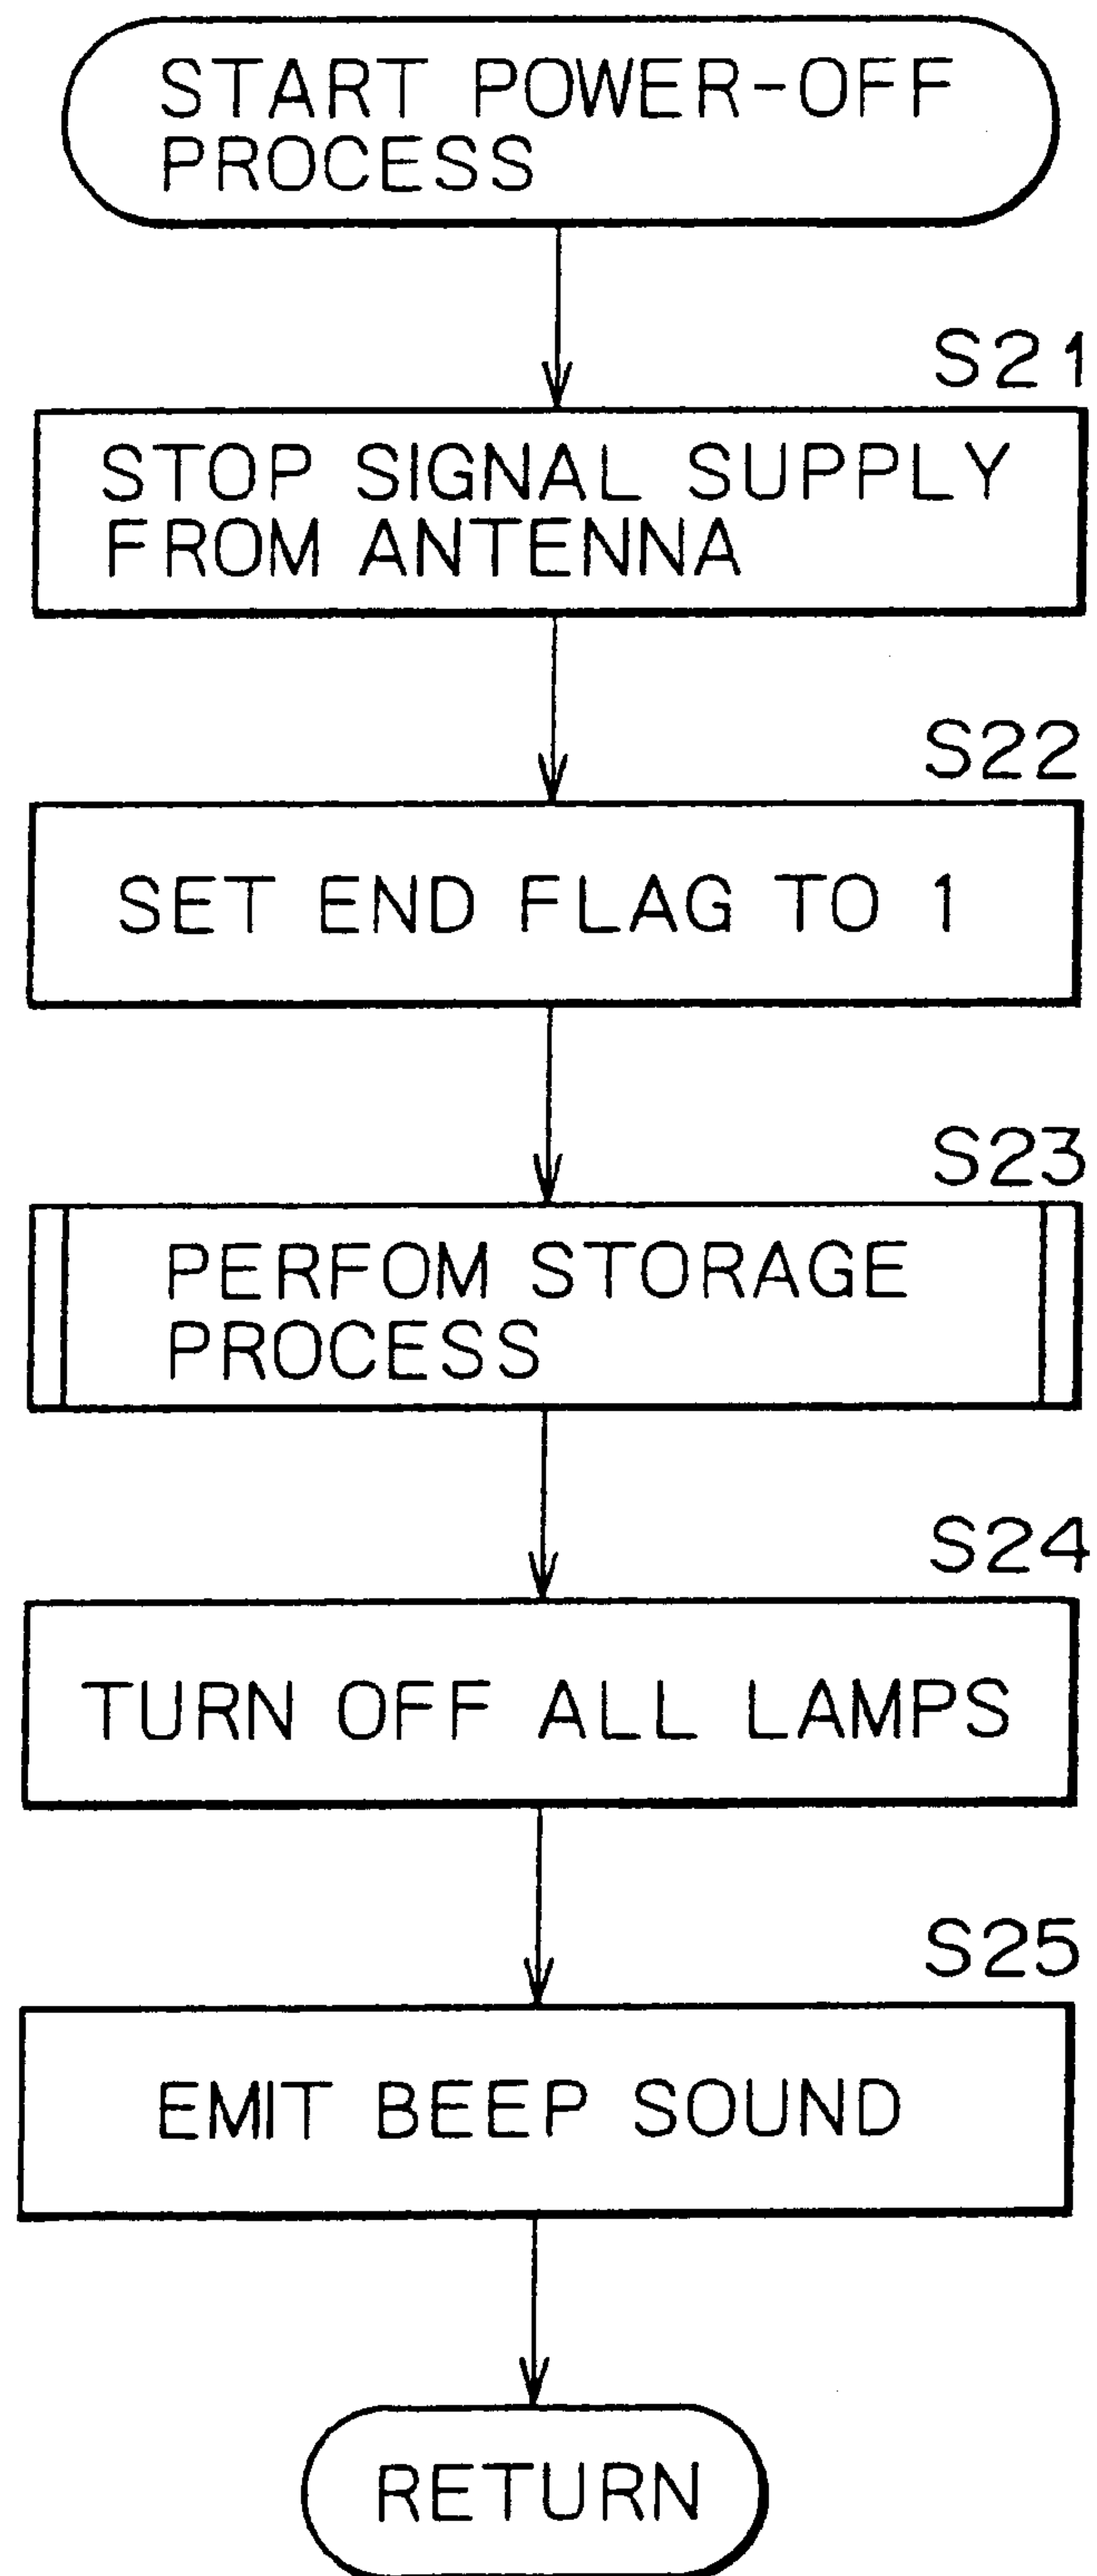 START POWER-OFF
PROCESS
S21
STOP SIGNAL SUPPLY
FROM ANTENNA
S22
SET END FLAG TO 1
S23
PERFOM STORAGE
PROCESS
S24
TURN OFF ALL LAMPS
S25
EMIT BEEP SOUND
RETURN